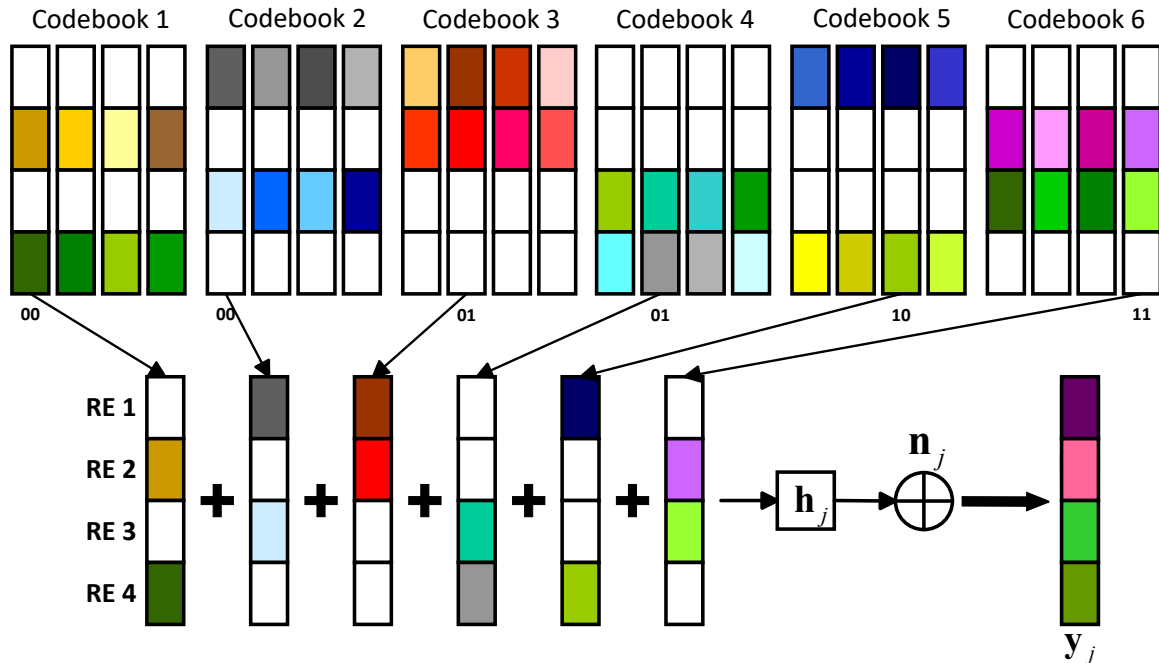 Codebook 1 Codebook 2 Codebook 3 Codebook 4 Codebook 5 Codebook 6
00 00 01 01 10 11
RE 1
RE 2
RE 3
RE 4
+ + + + +
h_j
n_j
y_j